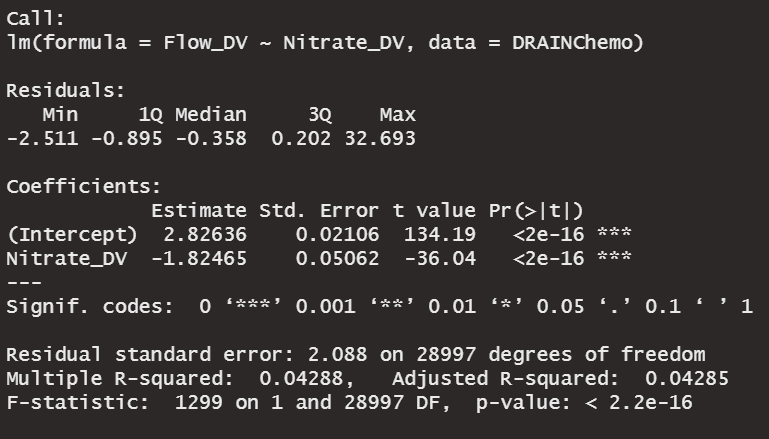 Call:
lm(formula = Flow_DV ~ Nitrate_DV, data = DRAINChemo)
Residuals:
   Min     1Q Median     3Q    Max
-2.511 -0.895 -0.358  0.202 32.693
Coefficients:
            Estimate Std. Error t value Pr(>|t|)
(Intercept)  2.82636    0.02106  134.19   <2e-16 ***
Nitrate_DV  -1.82465    0.05062  -36.04   <2e-16 ***
---
Signif. codes:  0 ‘***’ 0.001 ‘**’ 0.01 ‘*’ 0.05 ‘.’ 0.1 ‘ ’ 1
Residual standard error: 2.088 on 28997 degrees of freedom
Multiple R-squared:  0.04288,   Adjusted R-squared:  0.04285
F-statistic:  1299 on 1 and 28997 DF,  p-value: < 2.2e-16